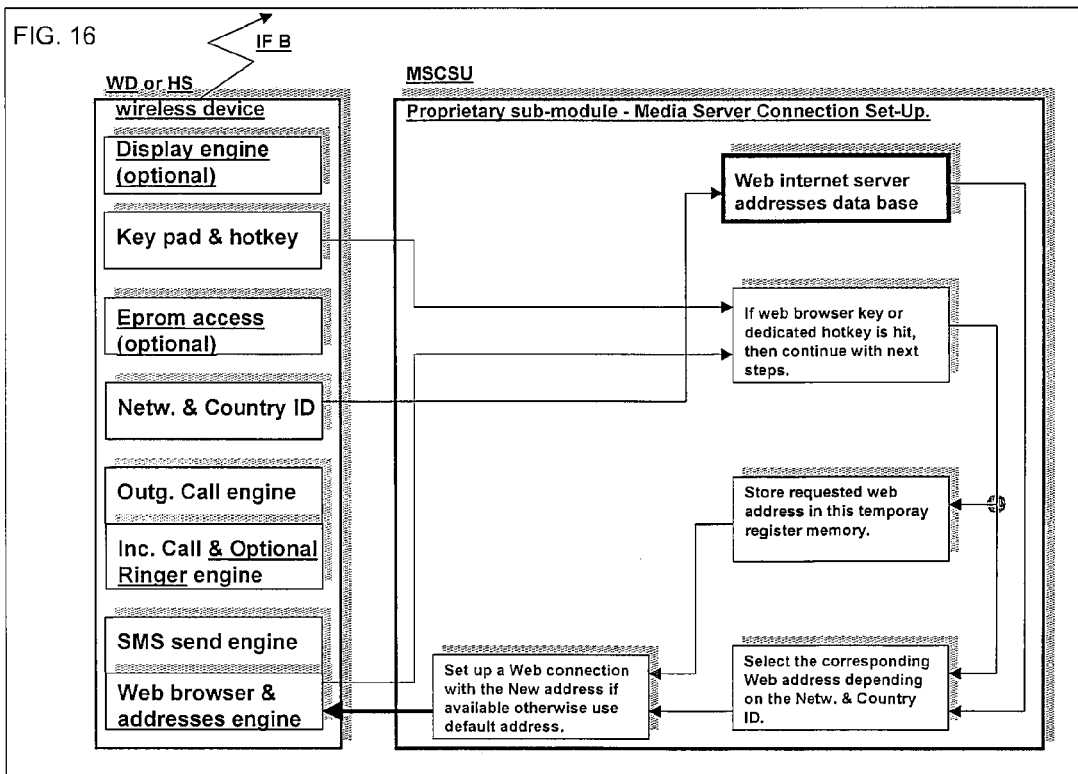 FIG. 16
IF B
WD or HS
wireless device
Display engine
(optional)
Key pad & hotkey
Eprom access
(optional)
Netw. & Country ID
Outg. Call engine
Inc. Call & Optional
Ringer engine
SMS send engine
Web browser &
addresses engine
MSCSU
Proprietary sub-module - Media Server Connection Set-Up.
Web internet server
addresses data base
If web browser key or
dedicated hotkey is hit,
then continue with next
steps.
Store requested web
address in this temporay
register memory.
Set up a Web connection
with the New address if
available otherwise use
default address.
Select the corresponding
Web address depending
on the Netw. & Country
ID.